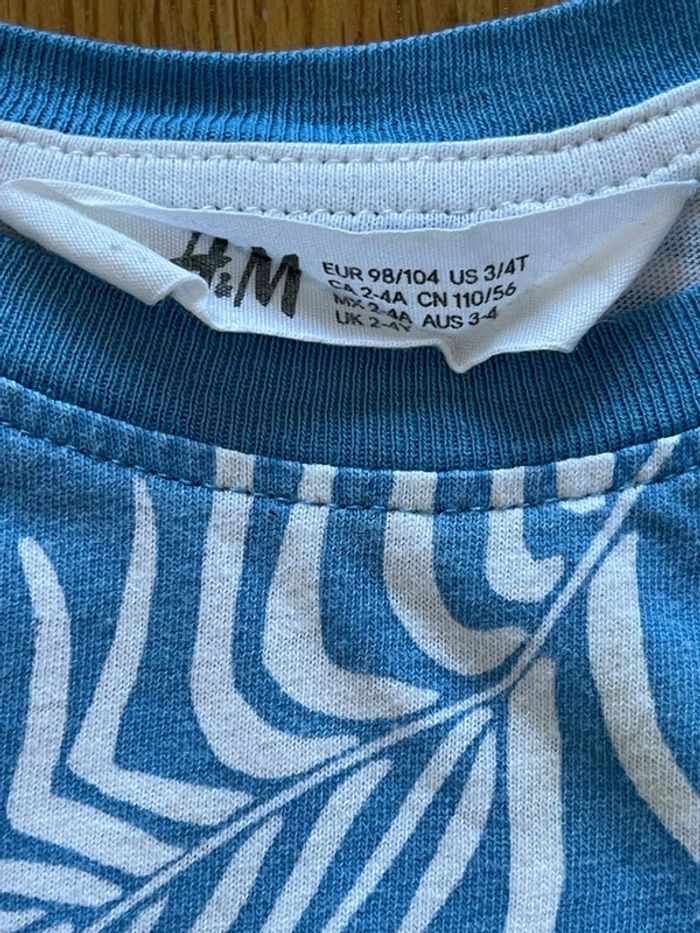 H&M
EUR 98/104 US 3/4T
CA 2-4A CN 110/56
MX 2-4A AUS 3-4
UK 2-4Y